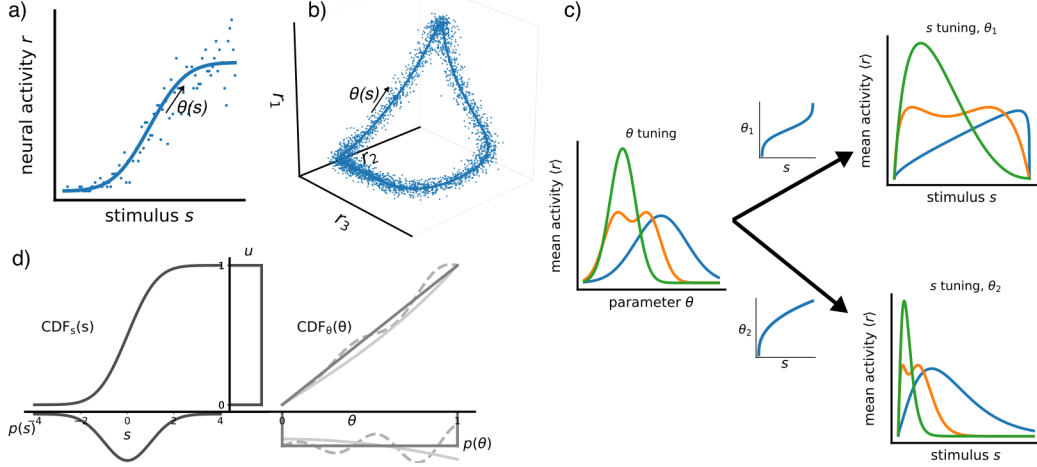 a)
neural activity r
θ(s)
stimulus s
b)
r₁
θ(s)
r₂
r₃
c)
θ tuning
mean activity ⟨r⟩
parameter θ
θ₁
s
θ₂
s
s tuning, θ₁
mean activity ⟨r⟩
stimulus s
s tuning, θ₂
mean activity ⟨r⟩
stimulus s
d)
CDFₛ(s)
u
1
0
p(s)
−4 −2 0 2 4
s
CDF_θ(θ)
0 θ 1
p(θ)